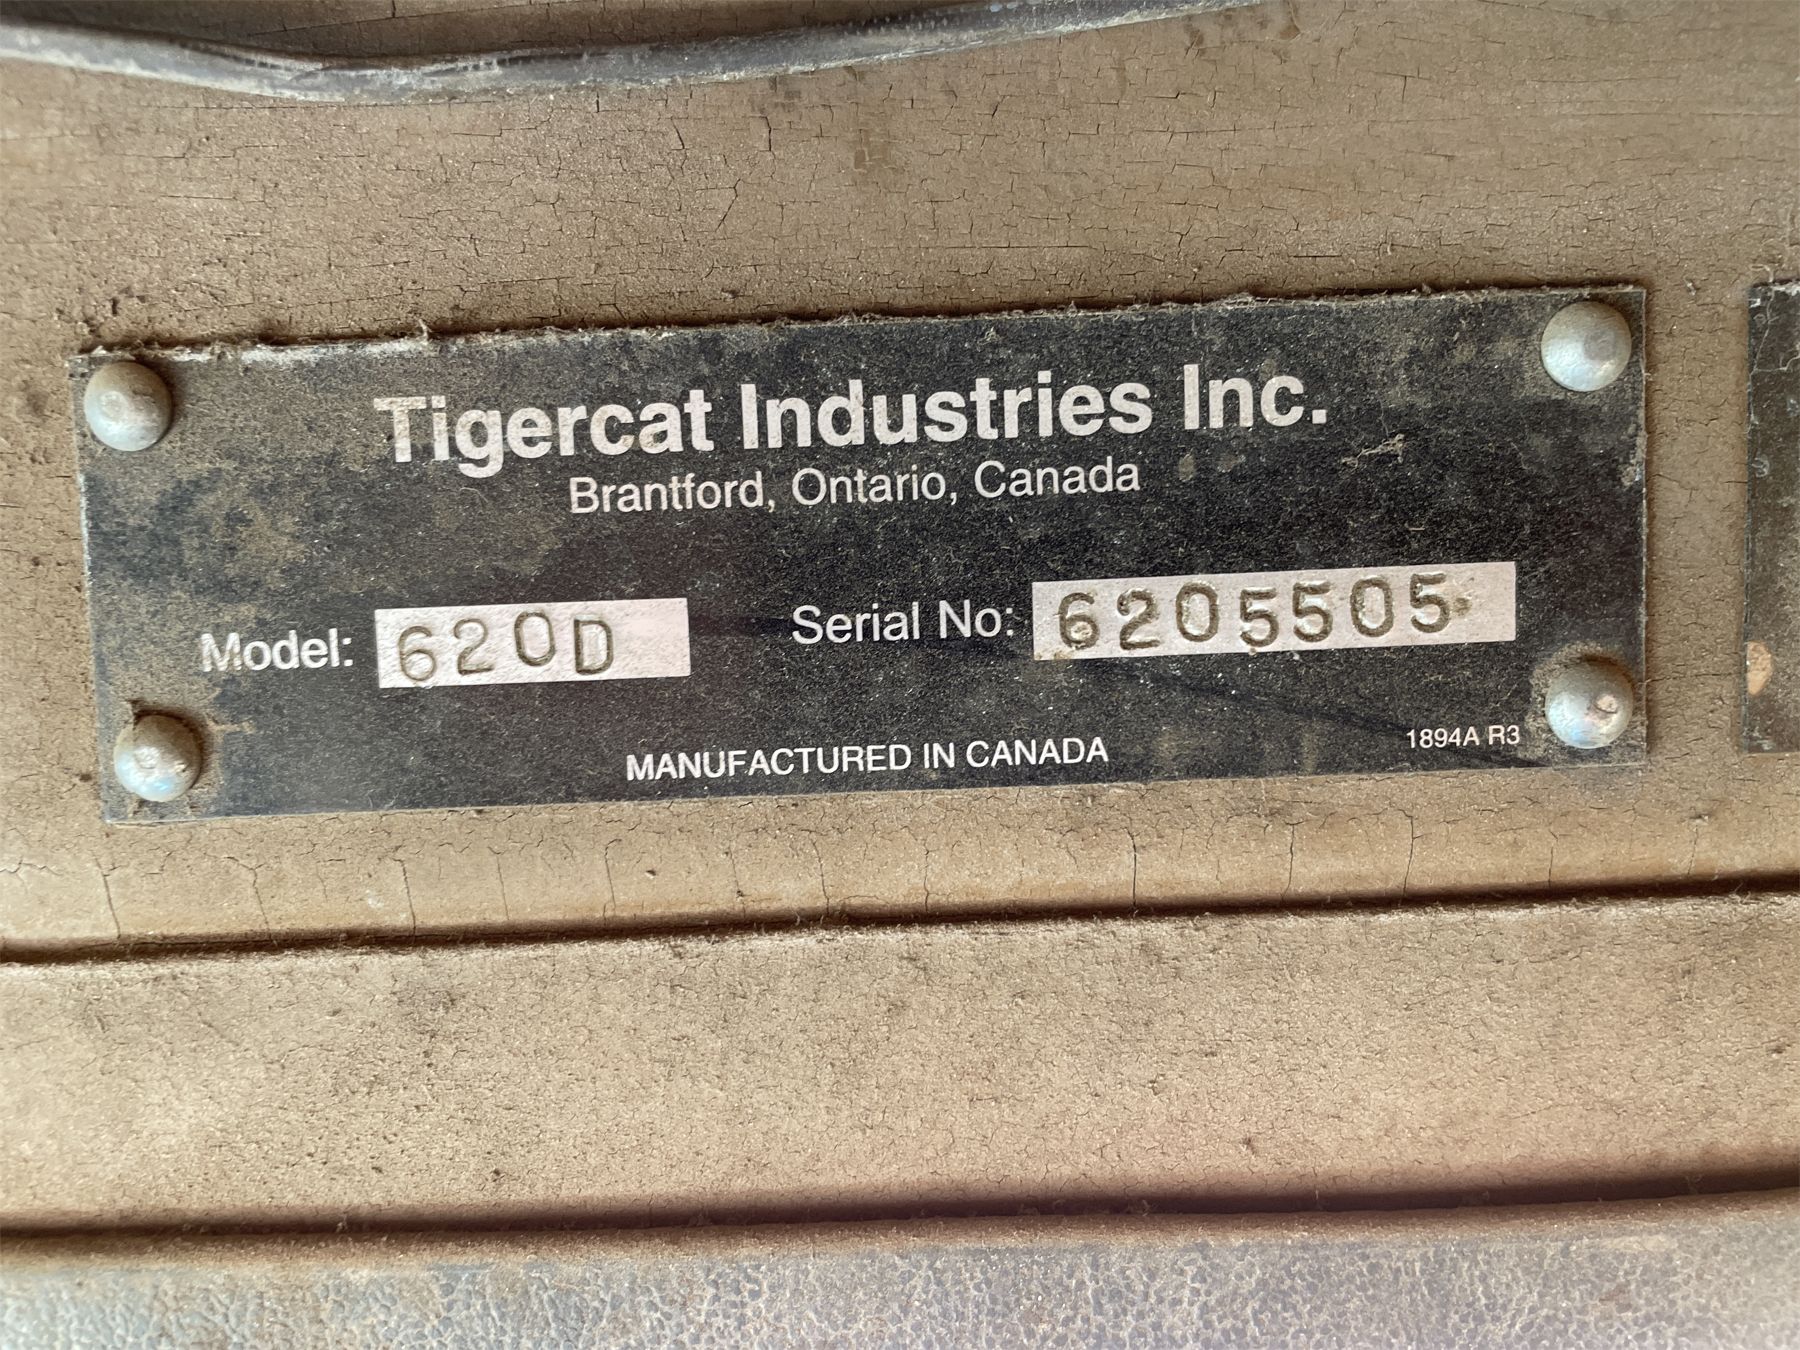 Tigercat Industries Inc.
Brantford, Ontario, Canada
Model: 620D Serial No: 6205505
MANUFACTURED IN CANADA
1894A R3